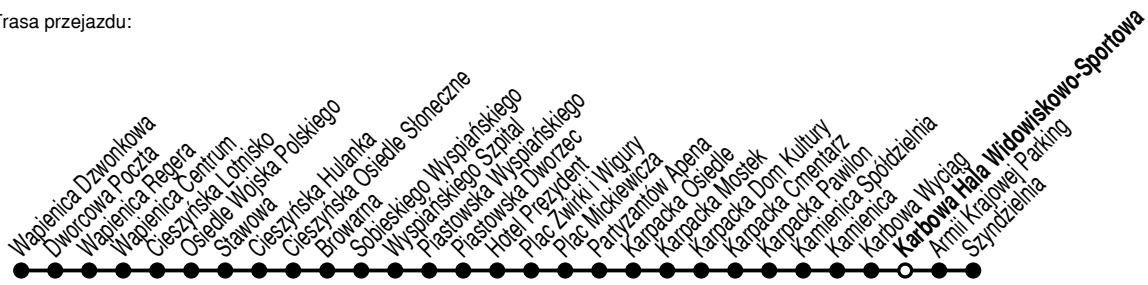 Trasa przejazdu:
Wapienica Dzwonkowa
Dworcowa Poczta
Wapienica Regera
Wapienica Centrum
Cieszyńska Lotnisko
Osiedle Wojska Polskiego
Stawowa
Cieszyńska Hulanka
Cieszyńska Osiedle Słoneczne
Browarna
Sobieskiego Wyspiańskiego
Wyspiańskiego Szpital
Piastowska Wyspiańskiego
Piastowska Dworzec
Hotel Prezydent
Plac Żwirki i Wigury
Plac Mickiewicza
Partyzantów Apena
Karpacka Osiedle
Karpacka Mostek
Karpacka Dom Kultury
Karpacka Cmentarz
Karpacka Pawilon
Kamienica Spółdzielnia
Kamienica
Karbowa Wyciąg
Karbowa Hala Widowiskowo-Sportowa
Armii Krajowej Parking
Szyndzielnia